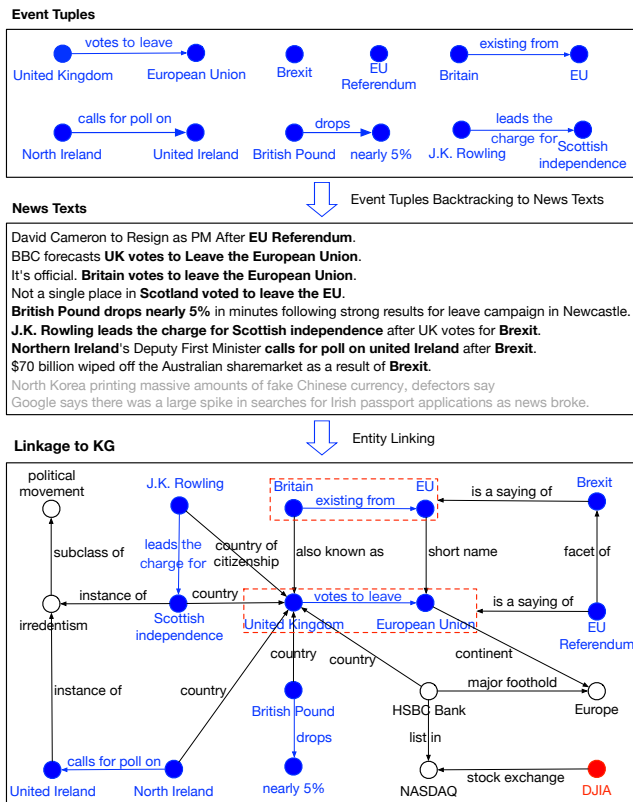 Event Tuples
votes to leave
existing from
United Kingdom
European Union
Brexit
EU
Referendum
Britain
EU
calls for poll on
drops
leads the
charge for
North Ireland
United Ireland
British Pound
nearly 5%
J.K. Rowling
Scottish
independence
Event Tuples Backtracking to News Texts
News Texts
David Cameron to Resign as PM After EU Referendum.
BBC forecasts UK votes to Leave the European Union.
It's official. Britain votes to leave the European Union.
Not a single place in Scotland voted to leave the EU.
British Pound drops nearly 5% in minutes following strong results for leave campaign in Newcastle.
J.K. Rowling leads the charge for Scottish independence after UK votes for Brexit.
Northern Ireland's Deputy First Minister calls for poll on united Ireland after Brexit.
$70 billion wiped off the Australian sharemarket as a result of Brexit.
North Korea printing massive amounts of fake Chinese currency, defectors say
Google says there was a large spike in searches for Irish passport applications as news broke.
Entity Linking
Linkage to KG
political
movement
J.K. Rowling
Britain
EU
Brexit
existing from
is a saying of
subclass of
leads the
charge for
country of
citizenship
also known as
short name
facet of
instance of
country
votes to leave
is a saying of
irredentism
Scottish
independence
United Kingdom
European Union
EU
Referendum
instance of
country
country
country
continent
major foothold
British Pound
HSBC Bank
Europe
drops
list in
calls for poll on
stock exchange
United Ireland
North Ireland
nearly 5%
NASDAQ
DJIA